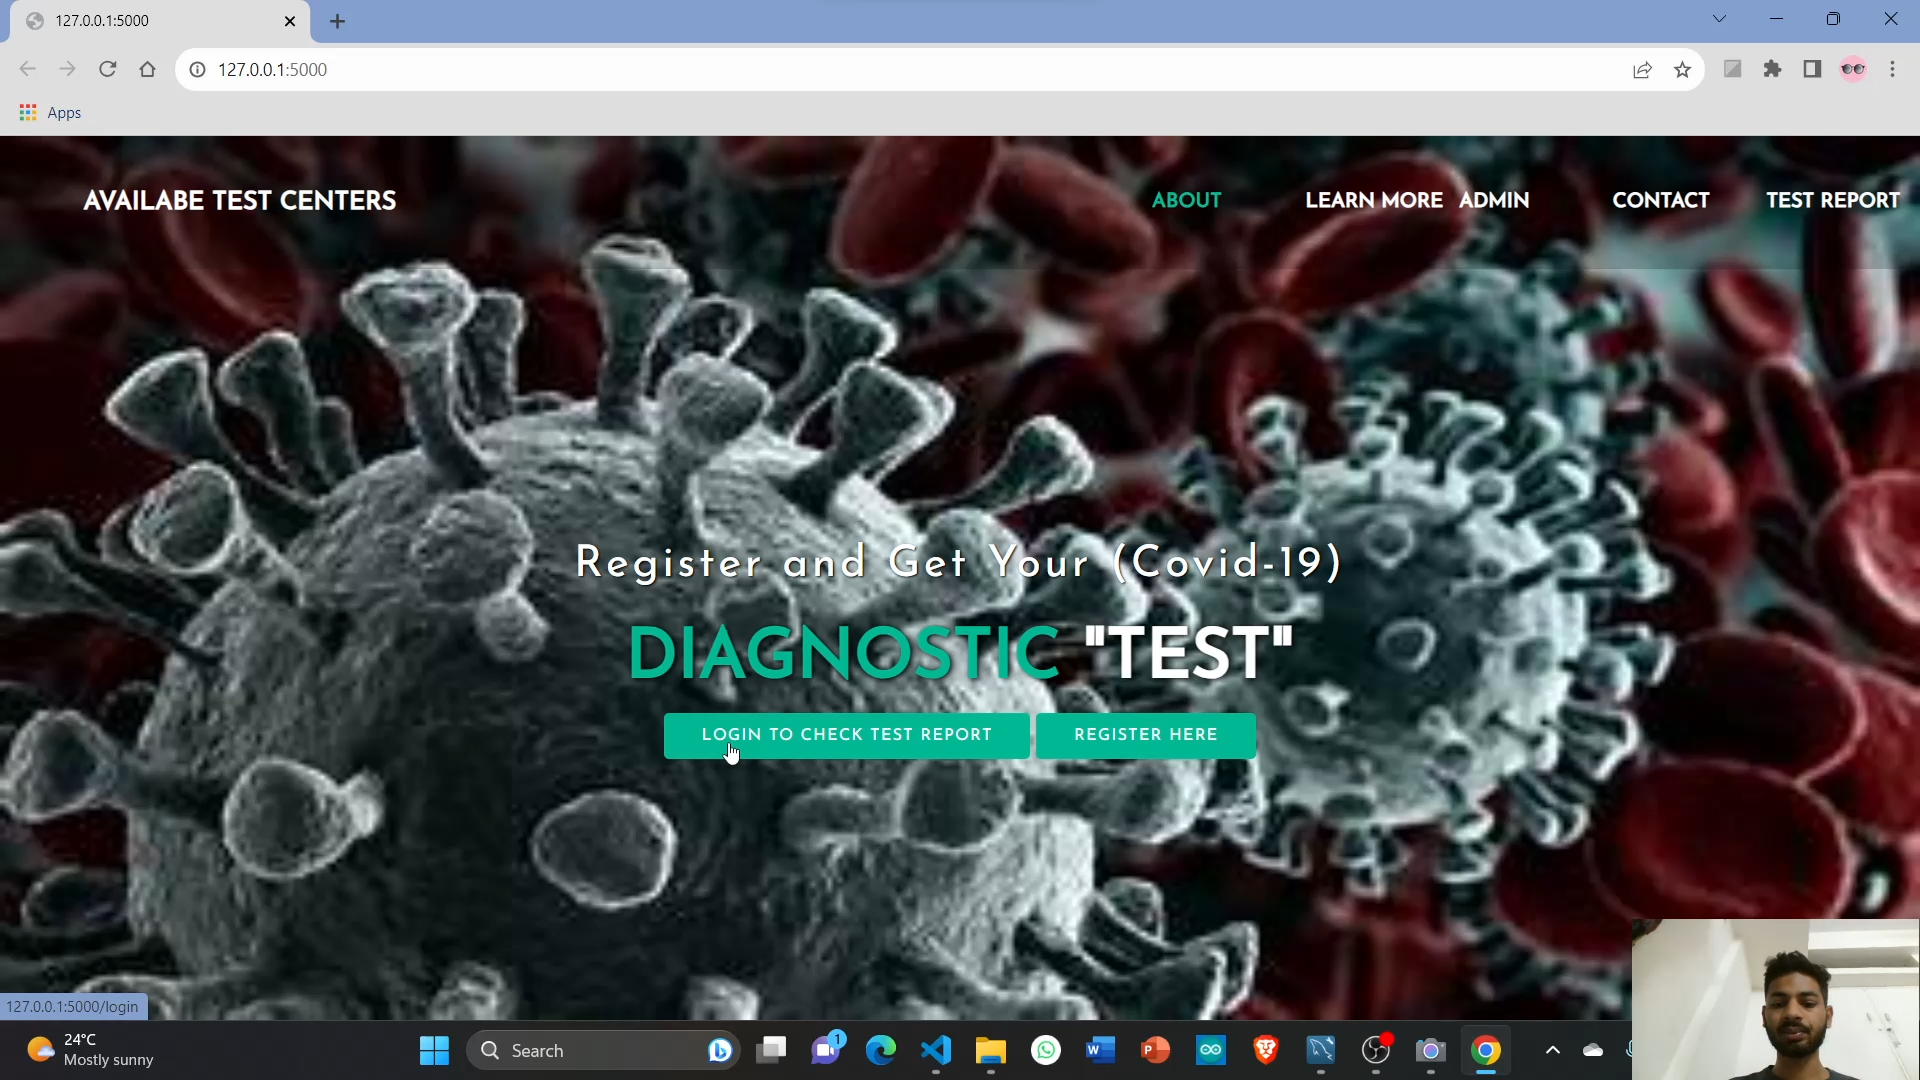 127.0.0.1:5000
127.0.0.1:5000
Apps
AVAILABE TEST CENTERS
ABOUT
LEARN MORE
ADMIN
CONTACT
TEST REPORT
Register and Get Your (Covid-19)
DIAGNOSTIC "TEST"
LOGIN TO CHECK TEST REPORT
REGISTER HERE
127.0.0.1:5000/login
24°C
Mostly sunny
Search
1